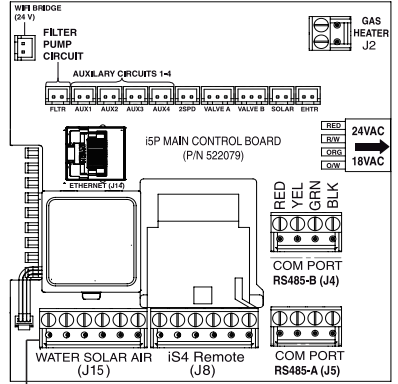 WIFI BRIDGE
(24 V)
FILTER
PUMP
CIRCUIT
GAS
HEATER
J2
AUXILARY CIRCUITS 1-4
FLTR AUX1 AUX2 AUX3 AUX4 2SPD VALVE A VALVE B SOLAR EHTR
i5P MAIN CONTROL BOARD
(P/N 522079)
RED
R/W
ORG
O/W
24VAC
18VAC
ETHERNET (J14)
RED
YEL
GRN
BLK
COM PORT
RS485-B (J4)
WATER SOLAR AIR
(J15)
iS4 Remote
(J8)
COM PORT
RS485-A (J5)